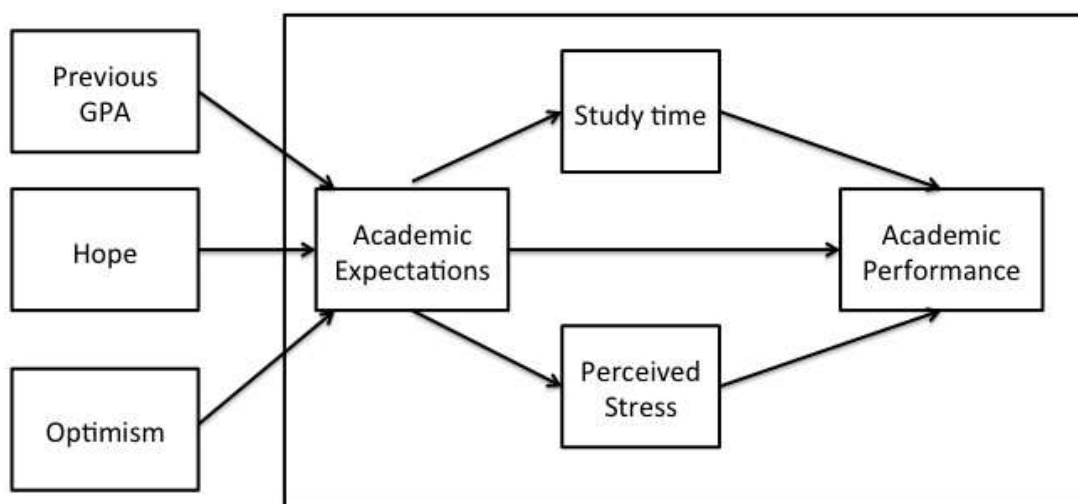 Previous
GPA
Hope
Optimism
Academic
Expectations
Study time
Perceived
Stress
Academic
Performance